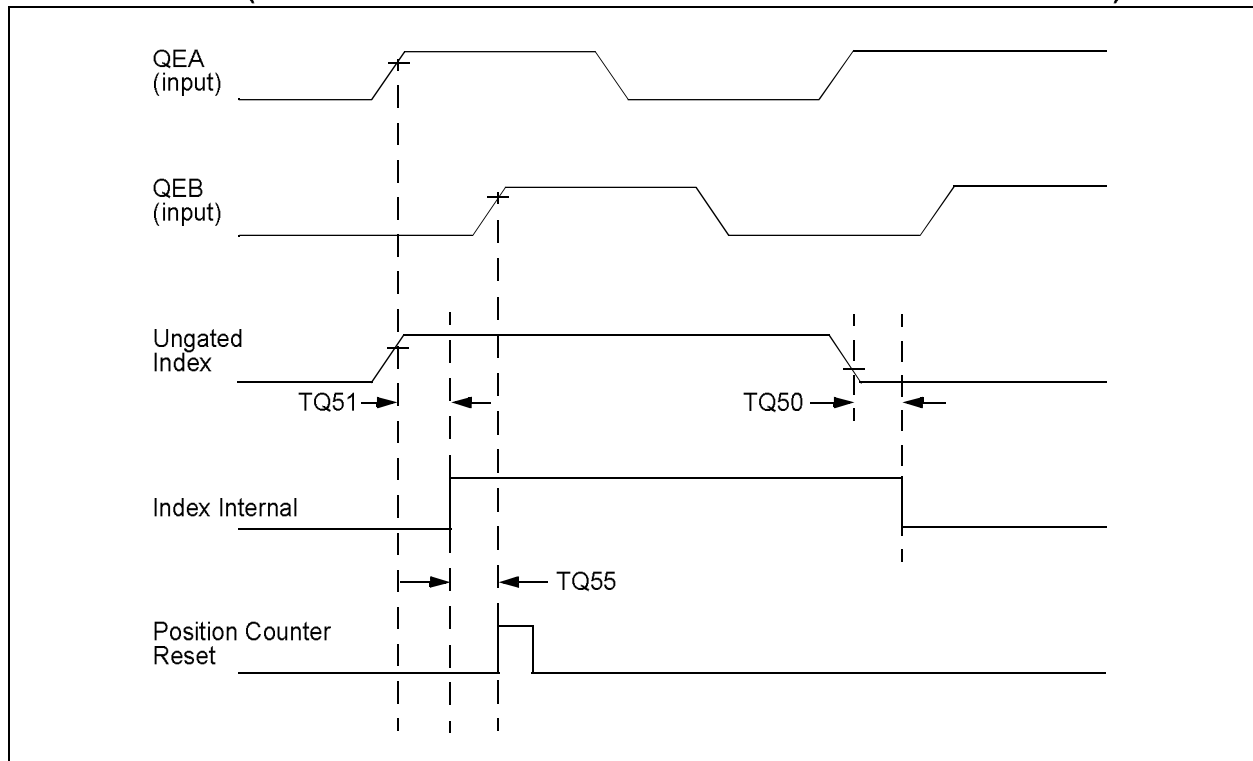 QEA
(input)
QEB
(input)
Ungated
Index
TQ51
TQ50
Index Internal
TQ55
Position Counter
Reset